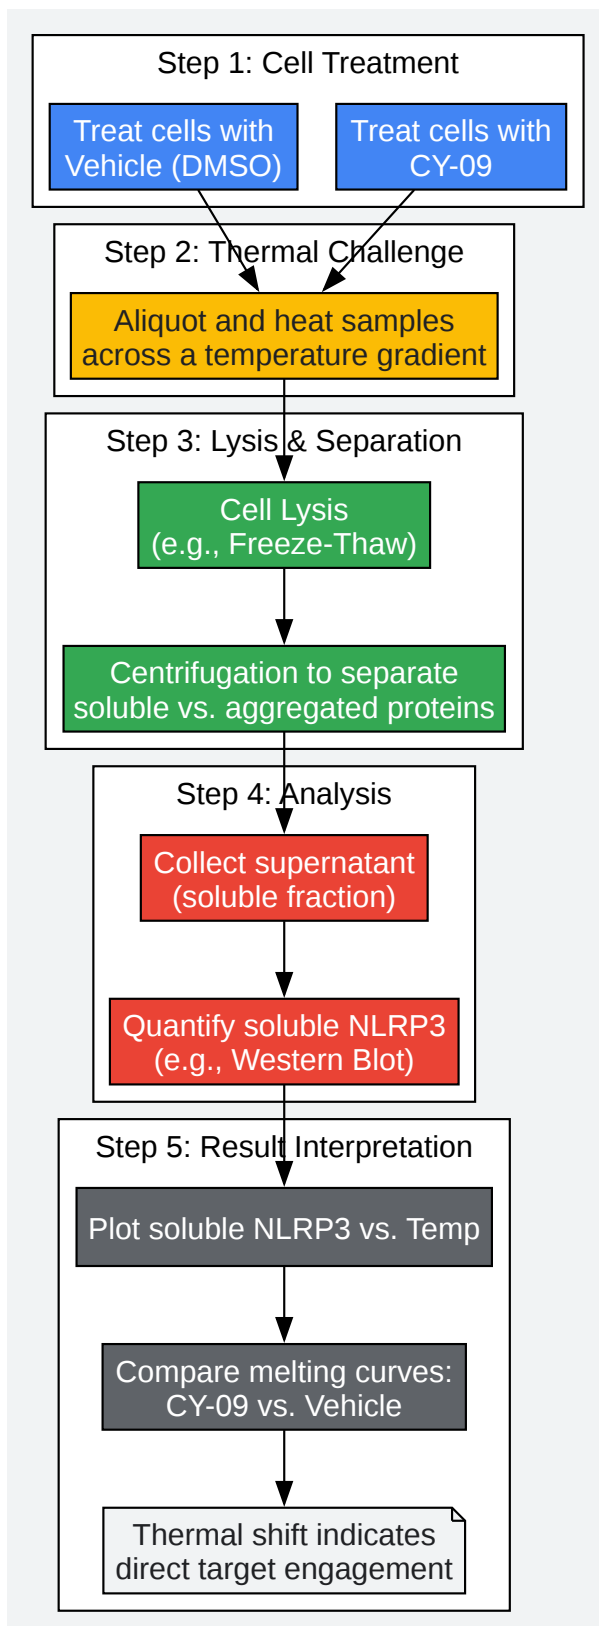 Step 1: Cell Treatment
Treat cells with
Vehicle (DMSO)
Treat cells with
CY-09
Step 2: Thermal Challenge
Aliquot and heat samples
across a temperature gradient
Step 3: Lysis & Separation
Cell Lysis
(e.g., Freeze-Thaw)
Centrifugation to separate
soluble vs. aggregated proteins
Step 4: Analysis
Collect supernatant
(soluble fraction)
Quantify soluble NLRP3
(e.g., Western Blot)
Step 5: Result Interpretation
Plot soluble NLRP3 vs. Temp
Compare melting curves:
CY-09 vs. Vehicle
Thermal shift indicates
direct target engagement